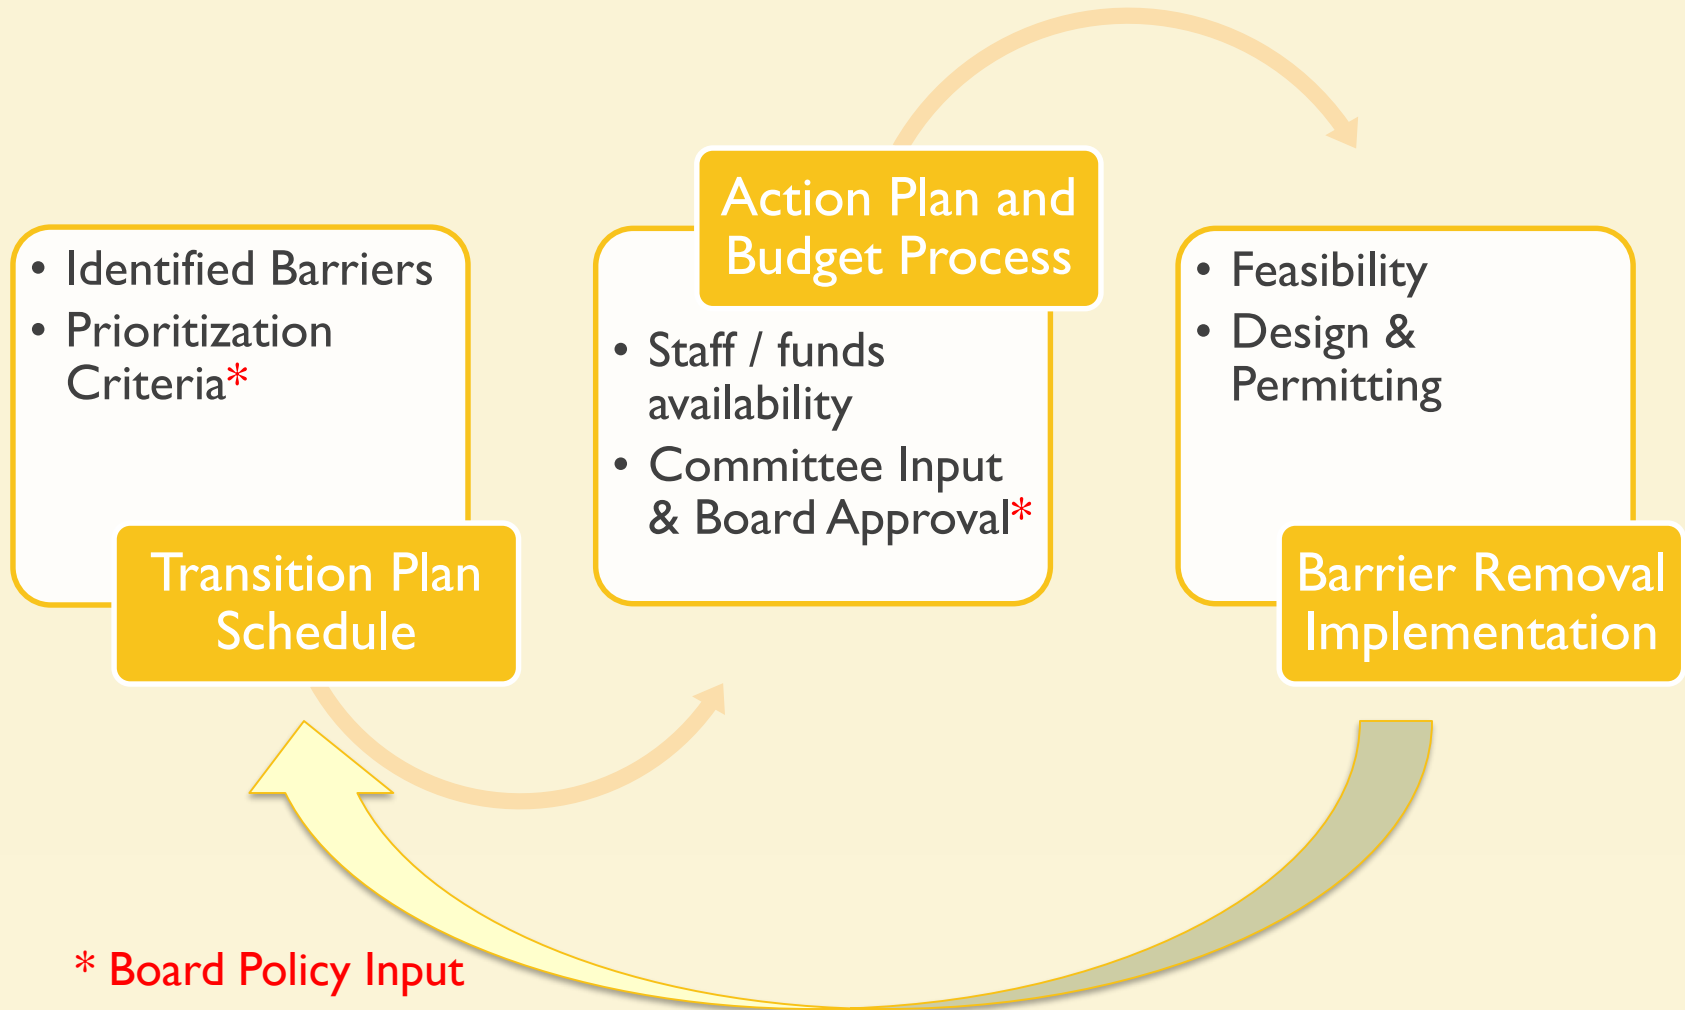 • Identified Barriers
• Prioritization
Criteria*
Transition Plan
Schedule
Action Plan and
Budget Process
• Staff / funds
availability
• Committee Input
& Board Approval*
• Feasibility
• Design &
Permitting
Barrier Removal
Implementation
* Board Policy Input